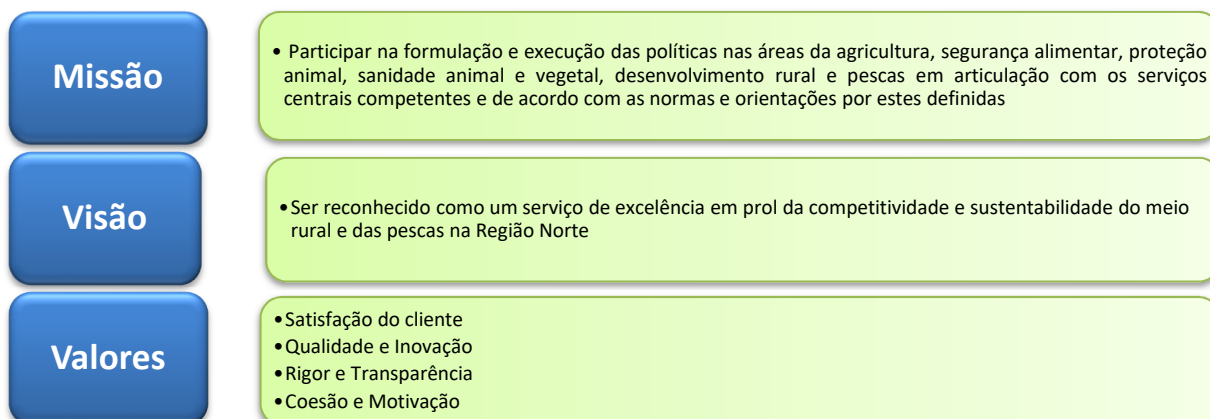 Missão
• Participar na formulação e execução das políticas nas áreas da agricultura, segurança alimentar, proteção
animal, sanidade animal e vegetal, desenvolvimento rural e pescas em articulação com os serviços
centrais competentes e de acordo com as normas e orientações por estes definidas
Visão
•Ser reconhecido como um serviço de excelência em prol da competitividade e sustentabilidade do meio
rural e das pescas na Região Norte
Valores
•Satisfação do cliente
•Qualidade e Inovação
•Rigor e Transparência
•Coesão e Motivação